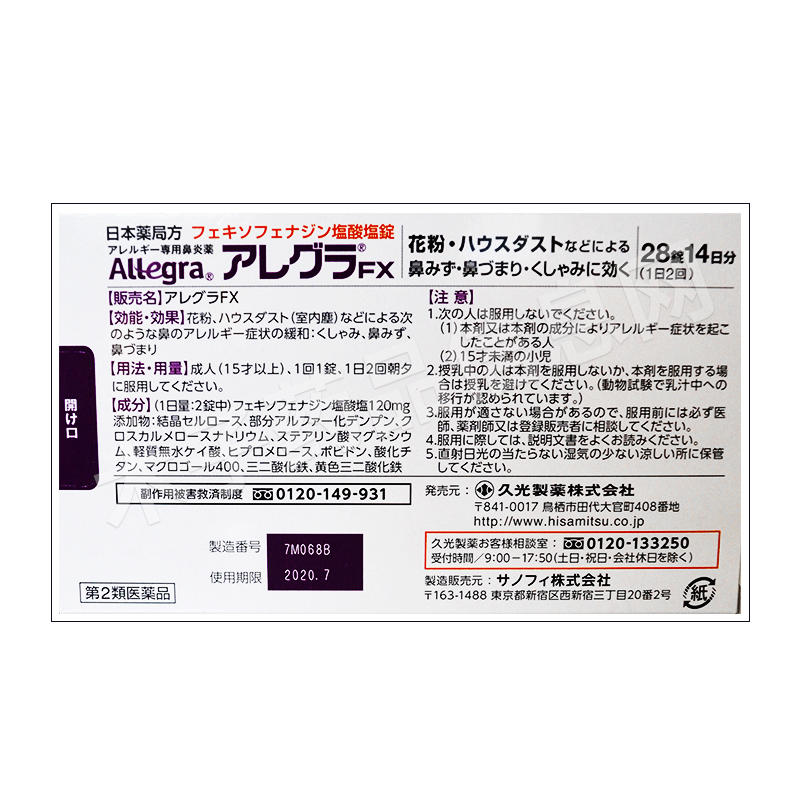 日本薬局方 フェキソフェナジン塩酸塩錠
アレルギー専用鼻炎薬
Allegra® アレグラ®FX
花粉・ハウスダストなどによる
鼻みず・鼻づまり・くしゃみに効く
28錠14日分
(1日2回)
【販売名】アレグラFX
【効能・効果】花粉、ハウスダスト(室内塵)などによる次
のような鼻のアレルギー症状の緩和:くしゃみ、鼻みず、
鼻づまり
【用法・用量】成人(15才以上)、1回1錠、1日2回朝夕
に服用してください。
【成分】(1日量:2錠中)フェキソフェナジン塩酸塩120mg
添加物:結晶セルロース、部分アルファー化デンプン、ク
ロスカルメロースナトリウム、ステアリン酸マグネシウ
ム、軽質無水ケイ酸、ヒプロメロース、ポビドン、酸化チ
タン、マクロゴール400、三二酸化鉄、黄色三二酸化鉄
副作用被害救済制度 0120-149-931
製造番号 7M068B
使用期限 2020.7
第2類医薬品
開け口
【注意】
1.次の人は服用しないでください。
(1)本剤又は本剤の成分によりアレルギー症状を起こ
したことがある人
(2)15才未満の小児
2.授乳中の人は本剤を服用しないか、本剤を服用する場
合は授乳を避けてください。(動物試験で乳汁中への
移行が認められています。)
3.服用が適さない場合があるので、服用前には必ず医
師、薬剤師又は登録販売者に相談してください。
4.服用に際しては、説明文書をよくお読みください。
5.直射日光の当たらない湿気の少ない涼しい所に保管
してください。
発売元: 久光製薬株式会社
〒841-0017 鳥栖市田代大官町408番地
http://www.hisamitsu.co.jp
久光製薬お客様相談室: 0120-133250
受付時間/9:00-17:50(土日・祝日・会社休日を除く)
製造販売元: サノフィ株式会社
〒163-1488 東京都新宿区西新宿三丁目20番2号
紙